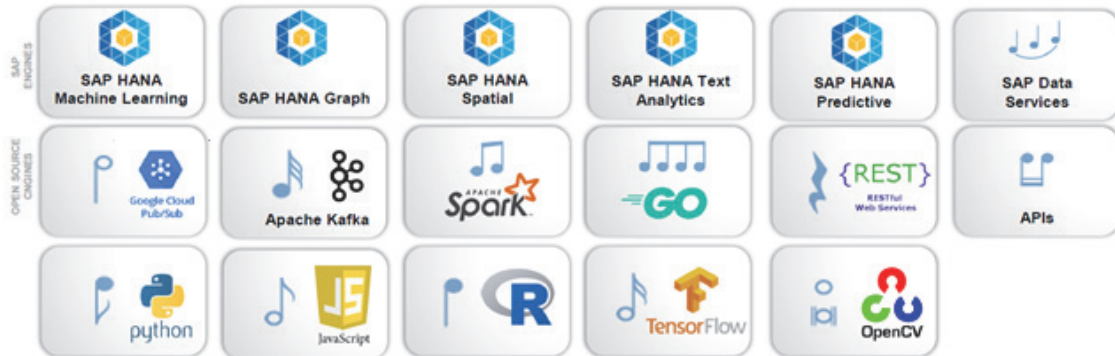 SAP
ENGINES
SAP HANA
Machine Learning
SAP HANA Graph
SAP HANA
Spatial
SAP HANA Text
Analytics
SAP HANA
Predictive
SAP Data
Services
OPEN SOURCE
CNGINES
Google Cloud
Pub/Sub
Apache Kafka
APACHE
Spark
GO
{REST}
RESTful
Web Services
APIs
python
JS
JavaScript
R
TensorFlow
OpenCV